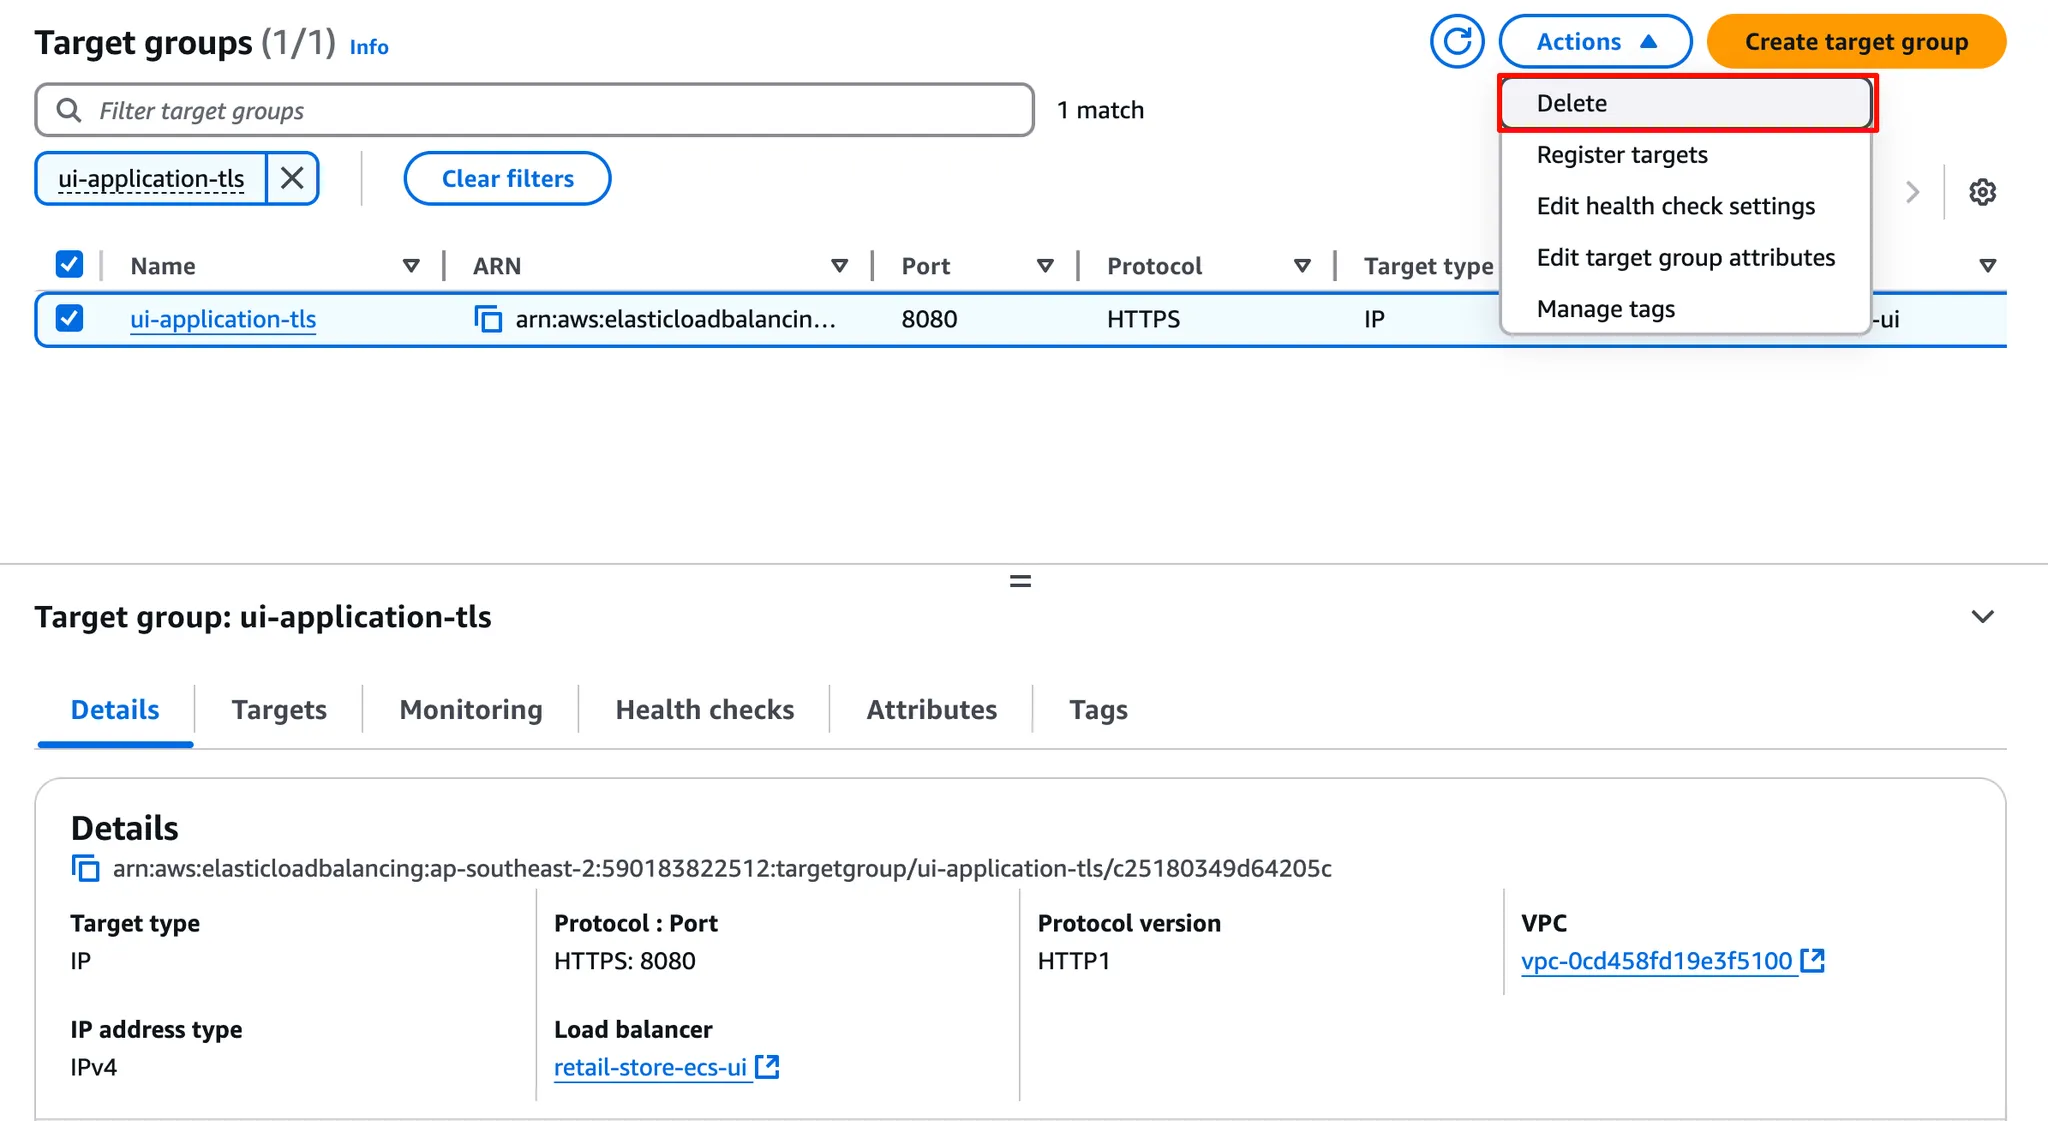 Target groups (1/1) Info
Actions
Create target group
Filter target groups
1 match
Delete
Register targets
Edit health check settings
Edit target group attributes
Manage tags
ui-application-tls
Clear filters
Name ARN Port Protocol Target type
ui-application-tls arn:aws:elasticloadbalancin... 8080 HTTPS IP -ui
Target group: ui-application-tls
Details Targets Monitoring Health checks Attributes Tags
Details
arn:aws:elasticloadbalancing:ap-southeast-2:590183822512:targetgroup/ui-application-tls/c25180349d64205c
Target type
IP
Protocol : Port
HTTPS: 8080
Protocol version
HTTP1
VPC
vpc-0cd458fd19e3f5100
IP address type
IPv4
Load balancer
retail-store-ecs-ui